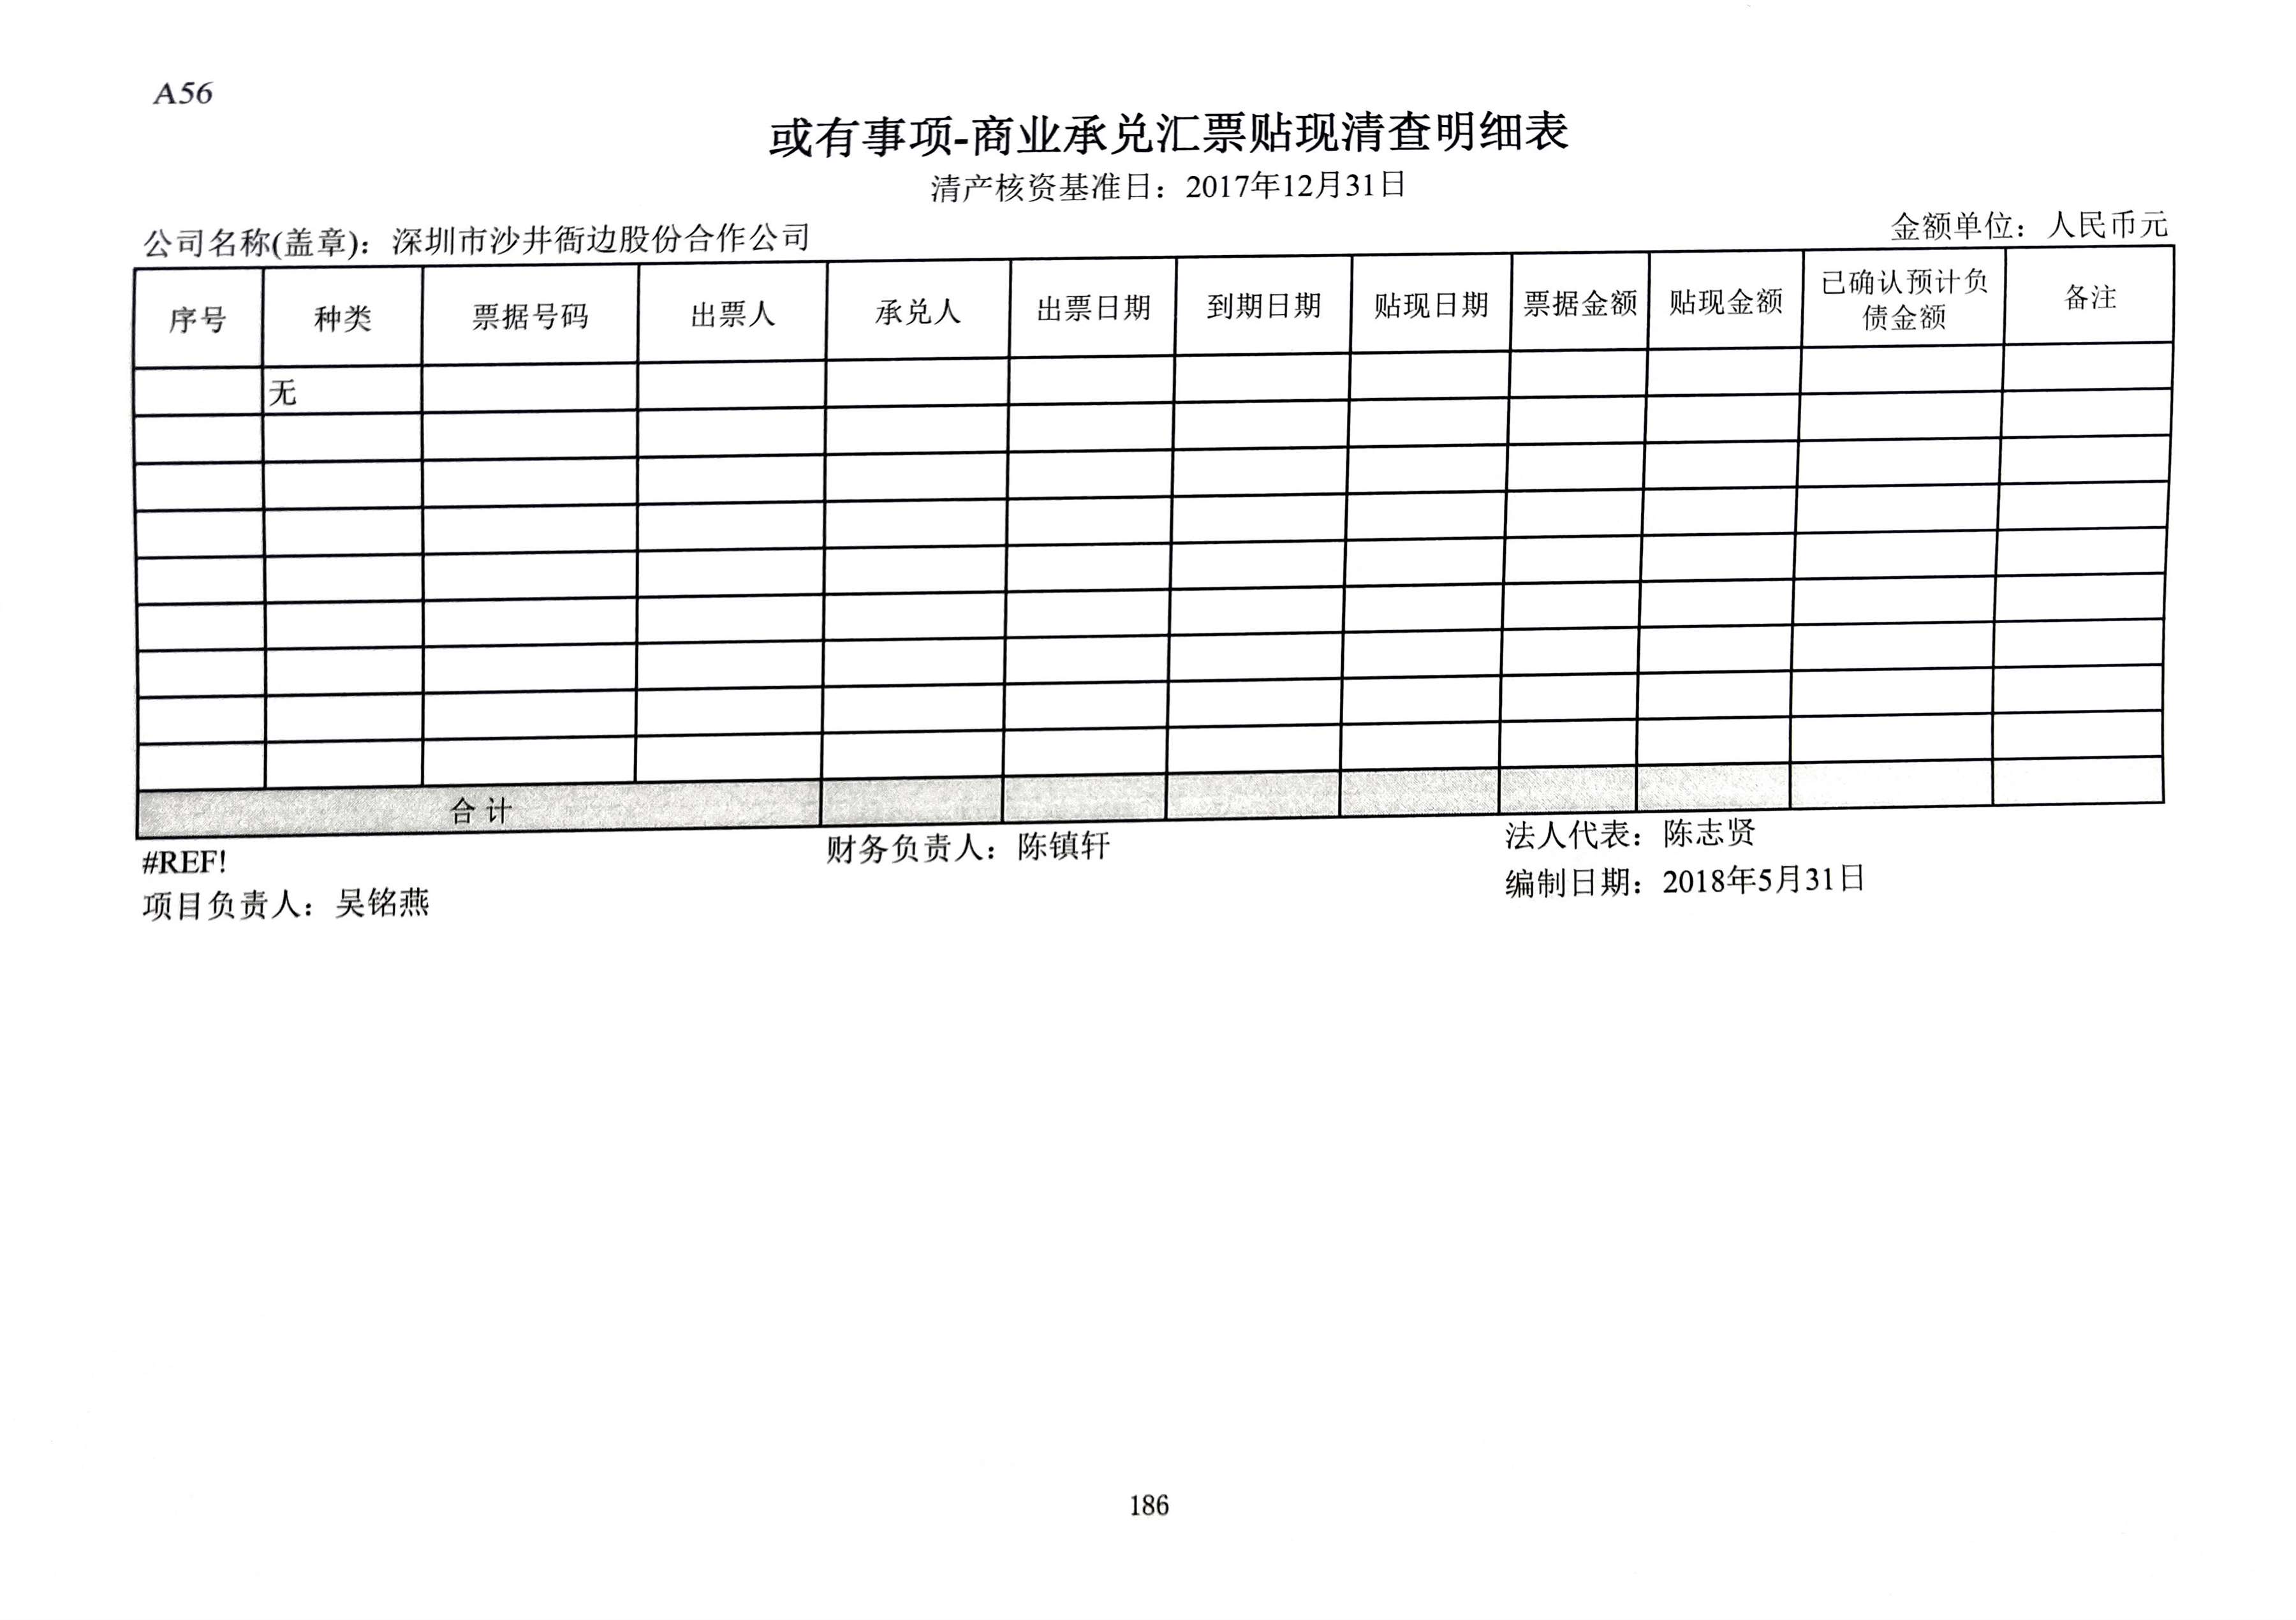 A56
或有事项-商业承兑汇票贴现清查明细表
清产核资基准日：2017年12月31日
公司名称(盖章)：深圳市沙井衙边股份合作公司 金额单位：人民币元
序号 种类 票据号码 出票人 承兑人 出票日期 到期日期 贴现日期 票据金额 贴现金额 已确认预计负债金额 备注
无
合计
#REF! 财务负责人：陈镇轩 法人代表：陈志贤
项目负责人：吴铭燕 编制日期：2018年5月31日
186